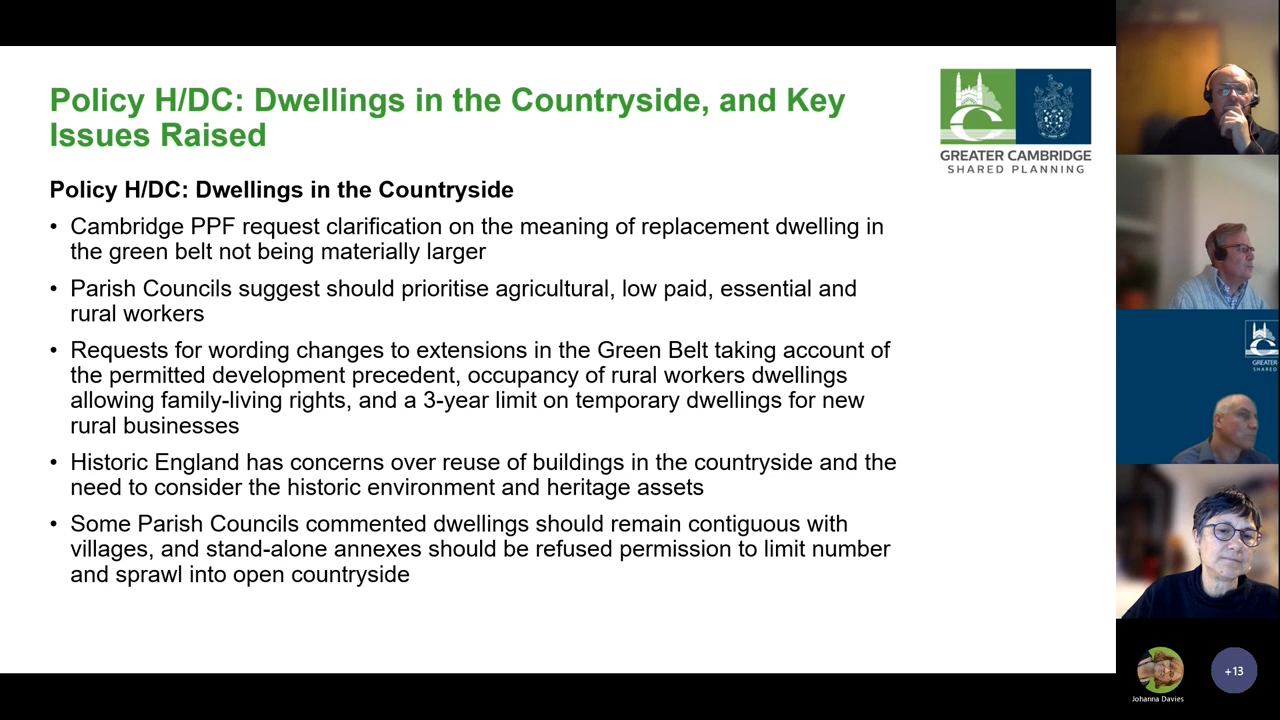 Policy H/DC: Dwellings in the Countryside, and Key
Issues Raised
GREATER CAMBRIDGE
SHARED PLANNING
Policy H/DC: Dwellings in the Countryside
• Cambridge PPF request clarification on the meaning of replacement dwelling in
the green belt not being materially larger
• Parish Councils suggest should prioritise agricultural, low paid, essential and
rural workers
• Requests for wording changes to extensions in the Green Belt taking account of
the permitted development precedent, occupancy of rural workers dwellings
allowing family-living rights, and a 3-year limit on temporary dwellings for new
rural businesses
• Historic England has concerns over reuse of buildings in the countryside and the
need to consider the historic environment and heritage assets
• Some Parish Councils commented dwellings should remain contiguous with
villages, and stand-alone annexes should be refused permission to limit number
and sprawl into open countryside
GREATER
SHARED
Johanna Davies
+13